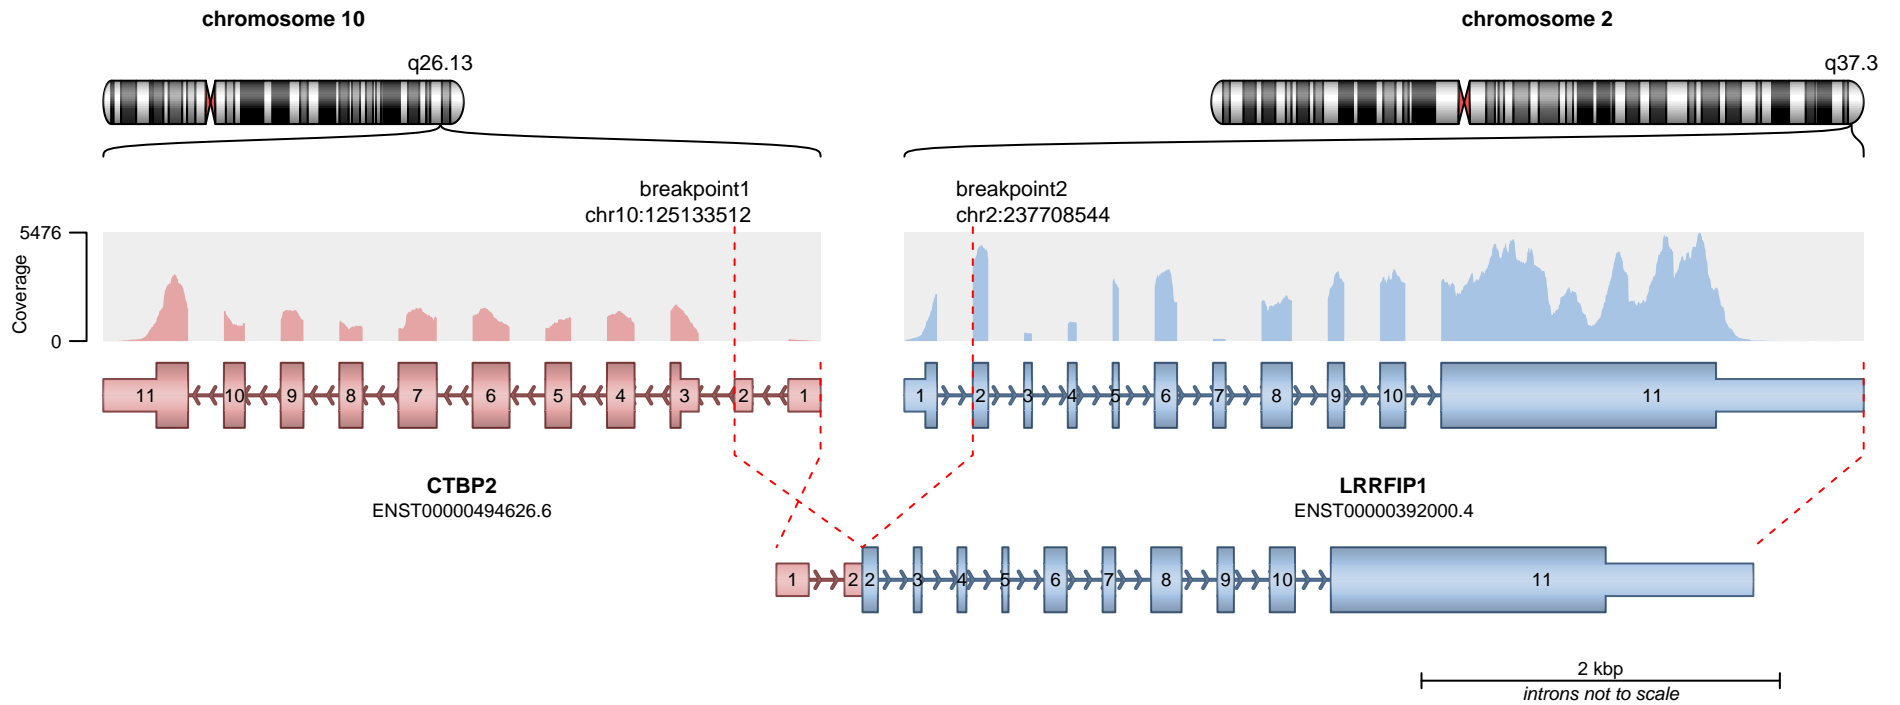 chromosome 10
chromosome 2
q26.13
q37.3
breakpoint1
chr10:125133512
breakpoint2
chr2:237708544
5476
Coverage
0
11 10 9 8 7 6 5 4 3 2 1
1 2 3 4 5 6 7 8 9 10 11
CTBP2
ENST00000494626.6
LRRFIP1
ENST00000392000.4
1 2 2 3 4 5 6 7 8 9 10 11
2 kbp
introns not to scale